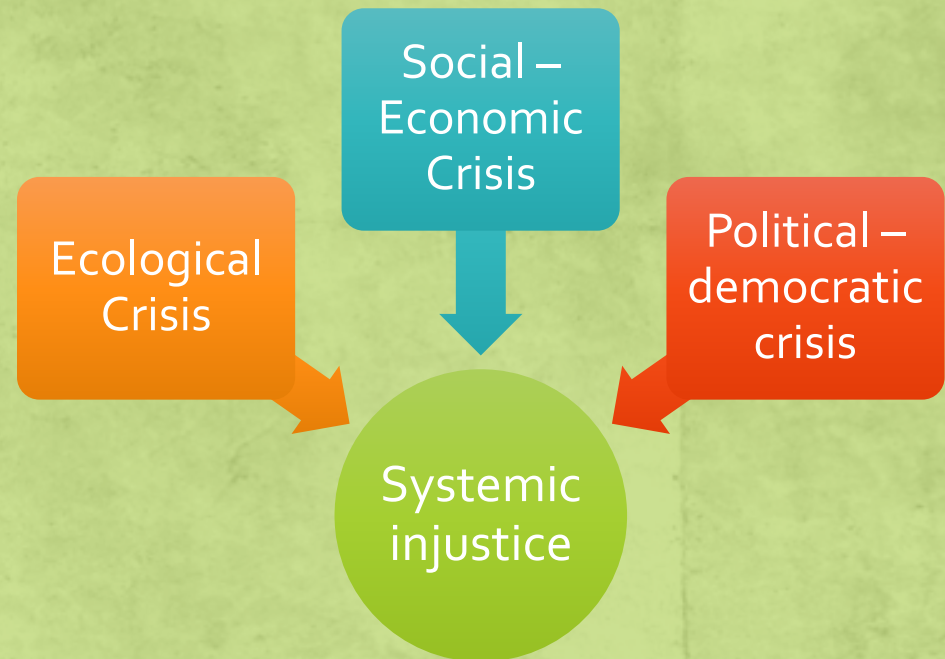 Social –
Economic
Crisis
Ecological
Crisis
Political –
democratic
crisis
Systemic
injustice